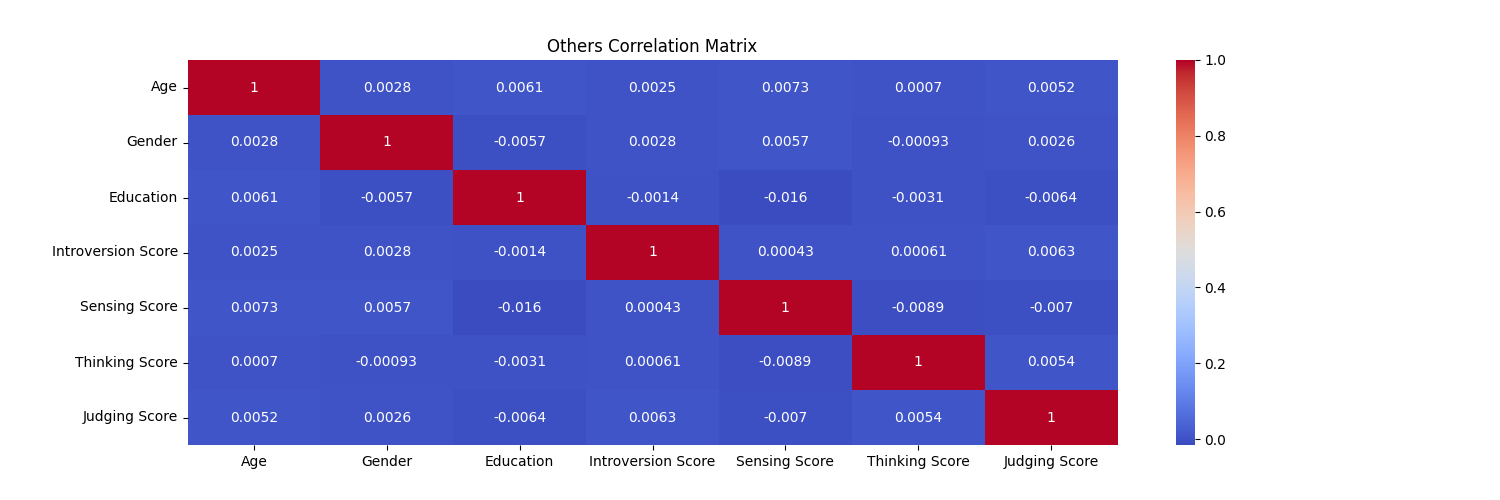 Others Correlation Matrix
Age 1 0.0028 0.0061 0.0025 0.0073 0.0007 0.0052
Gender 0.0028 1 -0.0057 0.0028 0.0057 -0.00093 0.0026
Education 0.0061 -0.0057 1 -0.0014 -0.016 -0.0031 -0.0064
Introversion Score 0.0025 0.0028 -0.0014 1 0.00043 0.00061 0.0063
Sensing Score 0.0073 0.0057 -0.016 0.00043 1 -0.0089 -0.007
Thinking Score 0.0007 -0.00093 -0.0031 0.00061 -0.0089 1 0.0054
Judging Score 0.0052 0.0026 -0.0064 0.0063 -0.007 0.0054 1
Age Gender Education Introversion Score Sensing Score Thinking Score Judging Score
1.0
0.8
0.6
0.4
0.2
0.0